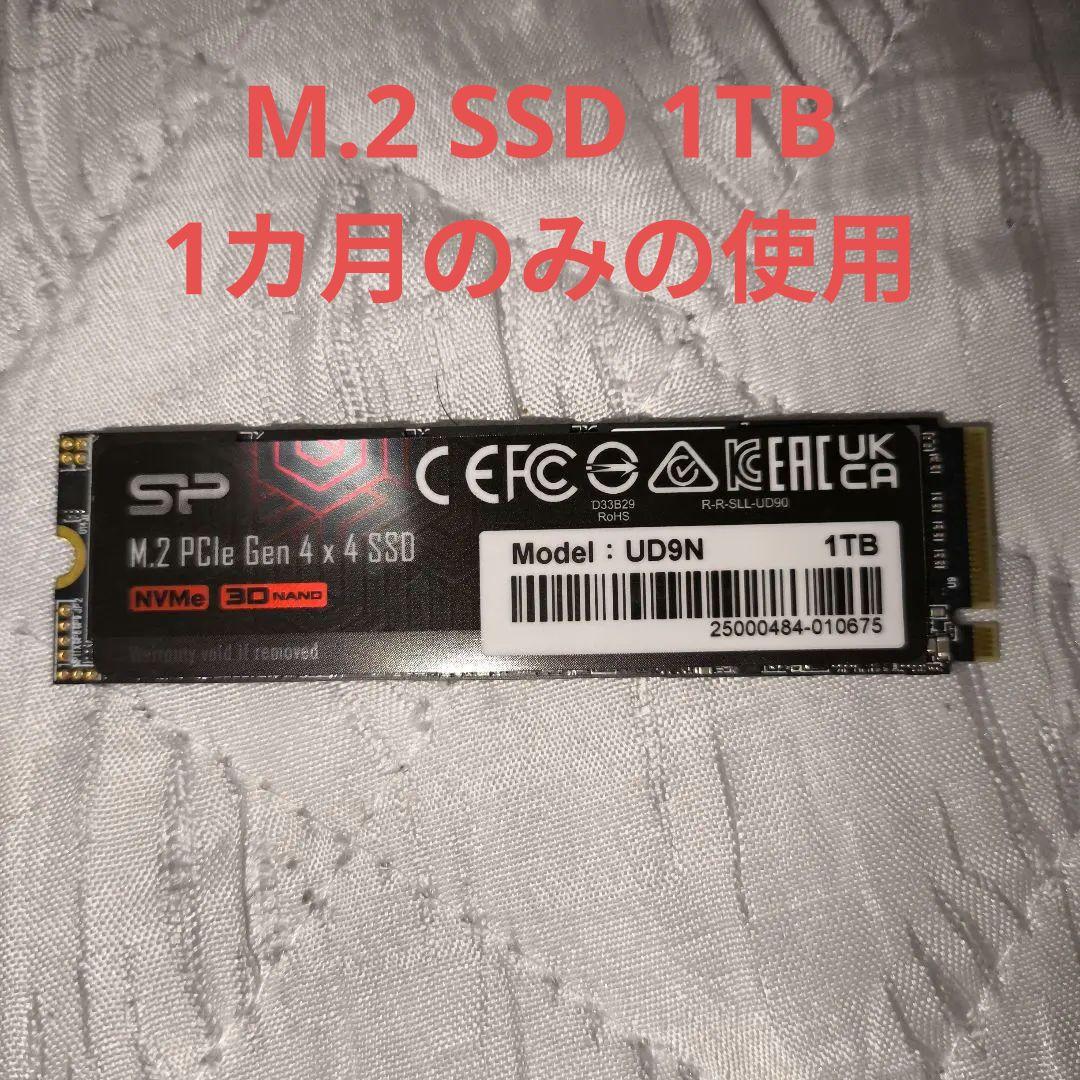 M.2 SSD 1TB
1カ月のみの使用
SP
CE FC KC EAC UK CA
D33B29
RoHS
R-R-SLL-UD90
M.2 PCIe Gen 4 x 4 SSD
NVMe 3D NAND
Model : UD9N 1TB
25000484-010675
Warranty void if removed
U9